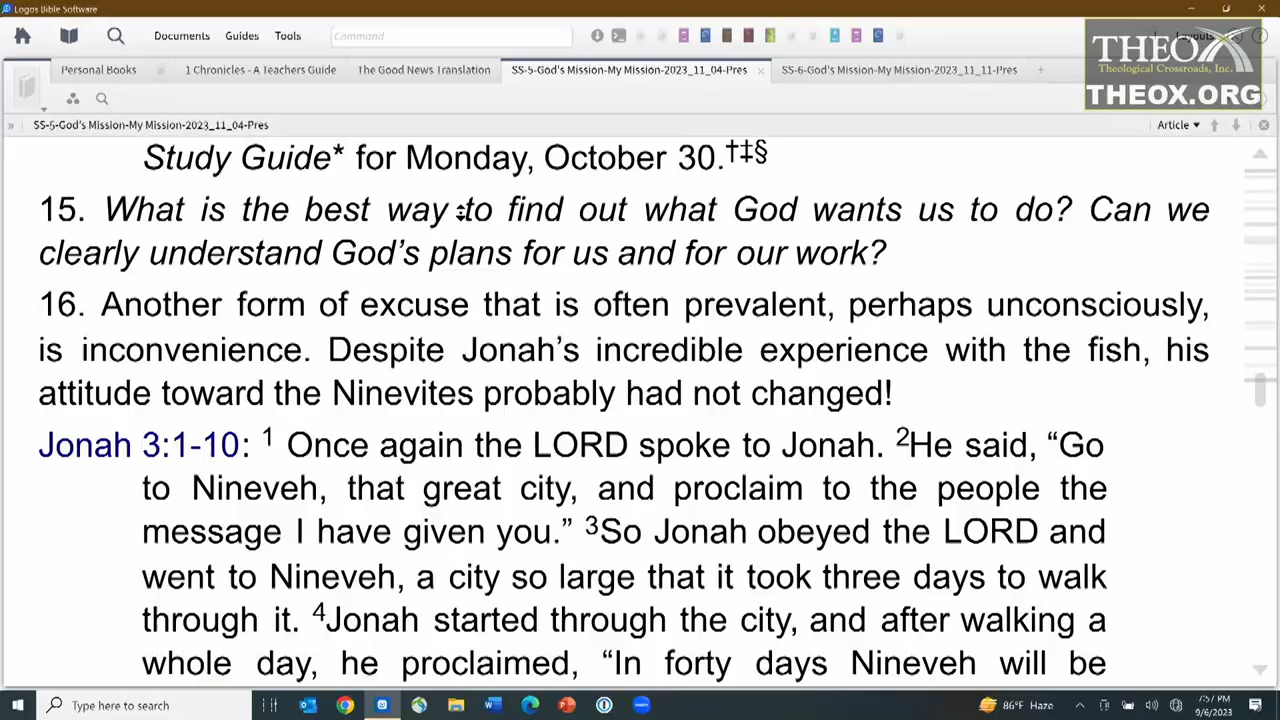 Logos Bible Software
Documents Guides Tools Command Layouts
THEOX
Theological Crossroads, Inc.
THEOX.ORG
Personal Books 1 Chronicles - A Teachers Guide The Good News SS-5-God's Mission-My Mission-2023_11_04-Pres SS-6-God's Mission-My Mission-2023_11_11-Pres
SS-5-God's Mission-My Mission-2023_11_04-Pres Article
Study Guide* for Monday, October 30.†‡§
15. What is the best way to find out what God wants us to do? Can we
clearly understand God’s plans for us and for our work?
16. Another form of excuse that is often prevalent, perhaps unconsciously,
is inconvenience. Despite Jonah’s incredible experience with the fish, his
attitude toward the Ninevites probably had not changed!
Jonah 3:1-10: 1 Once again the LORD spoke to Jonah. 2He said, “Go
to Nineveh, that great city, and proclaim to the people the
message I have given you.” 3So Jonah obeyed the LORD and
went to Nineveh, a city so large that it took three days to walk
through it. 4Jonah started through the city, and after walking a
whole day, he proclaimed, “In forty days Nineveh will be
Type here to search 86°F Haze 7:57 PM
9/6/2023